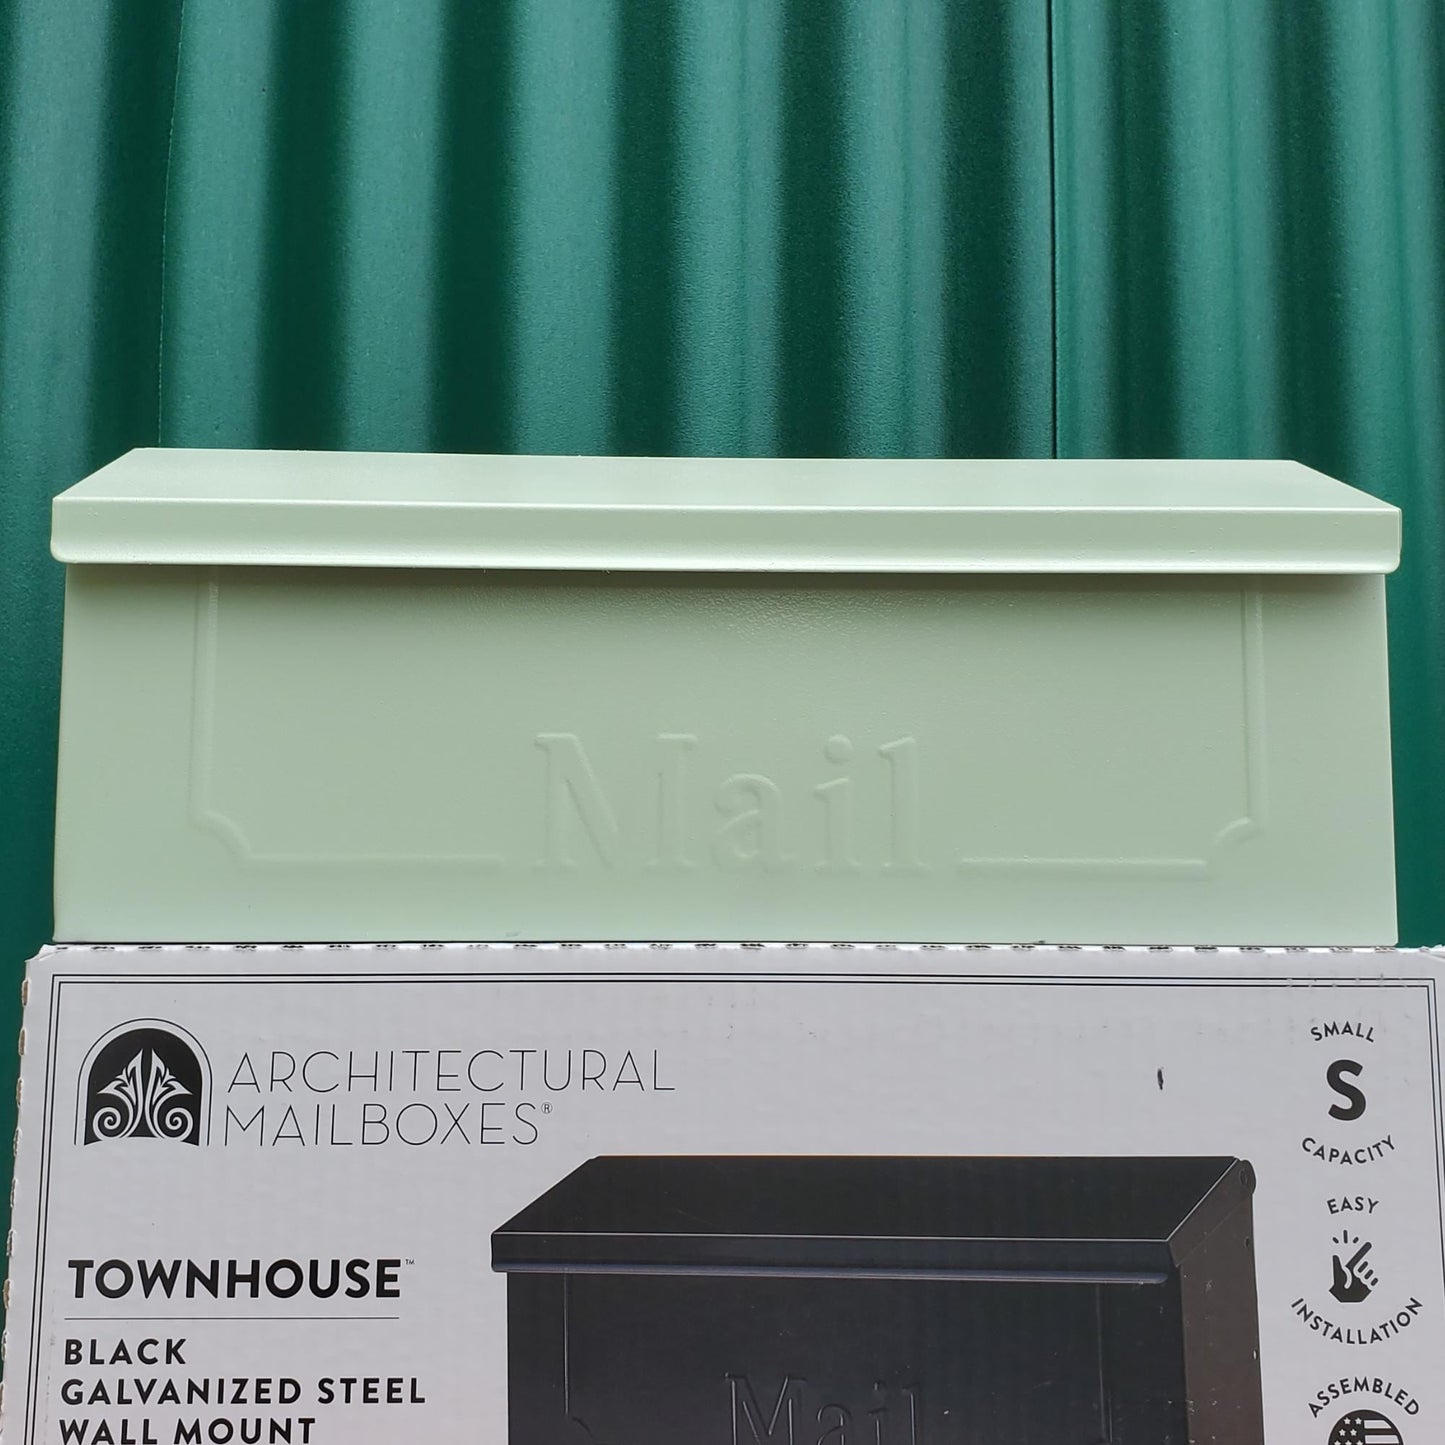 Mail
ARCHITECTURAL
MAILBOXES®
SMALL
S
CAPACITY
EASY
INSTALLATION
ASSEMBLED
TOWNHOUSE™
BLACK
GALVANIZED STEEL
WALL MOUNT
Mail